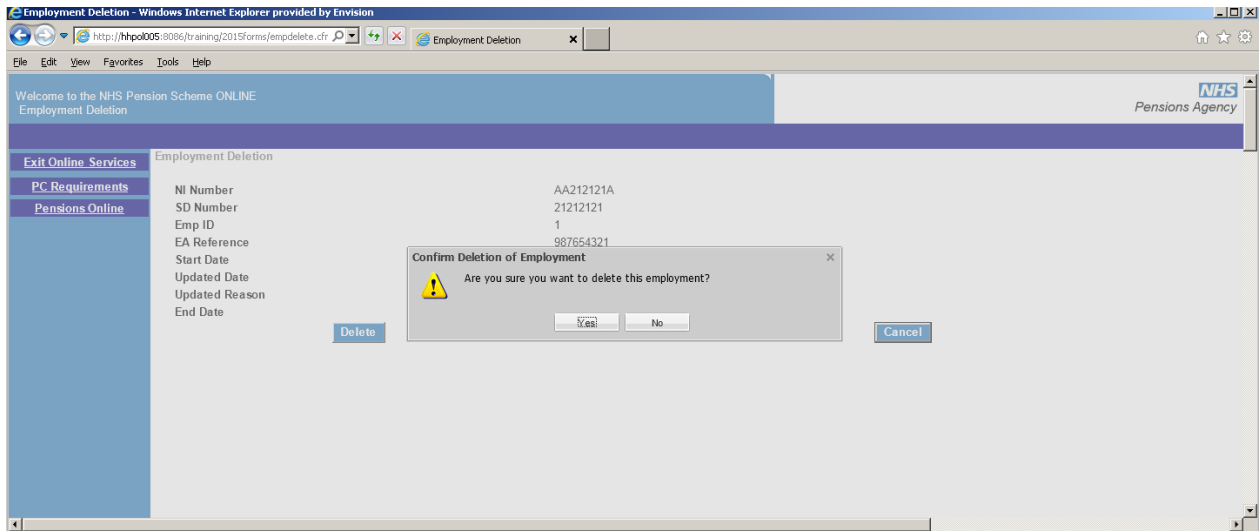 Employment Deletion - Windows Internet Explorer provided by Envision
http://hhpol005:8086/training/2015forms/empdelete.cfr
Employment Deletion
File Edit View Favorites Tools Help
Welcome to the NHS Pension Scheme ONLINE
Employment Deletion
NHS
Pensions Agency
Exit Online Services
PC Requirements
Pensions Online
Employment Deletion
NI Number AA212121A
SD Number 21212121
Emp ID 1
EA Reference 987654321
Start Date
Updated Date
Updated Reason
End Date
Confirm Deletion of Employment
Are you sure you want to delete this employment?
Yes No
Delete Cancel